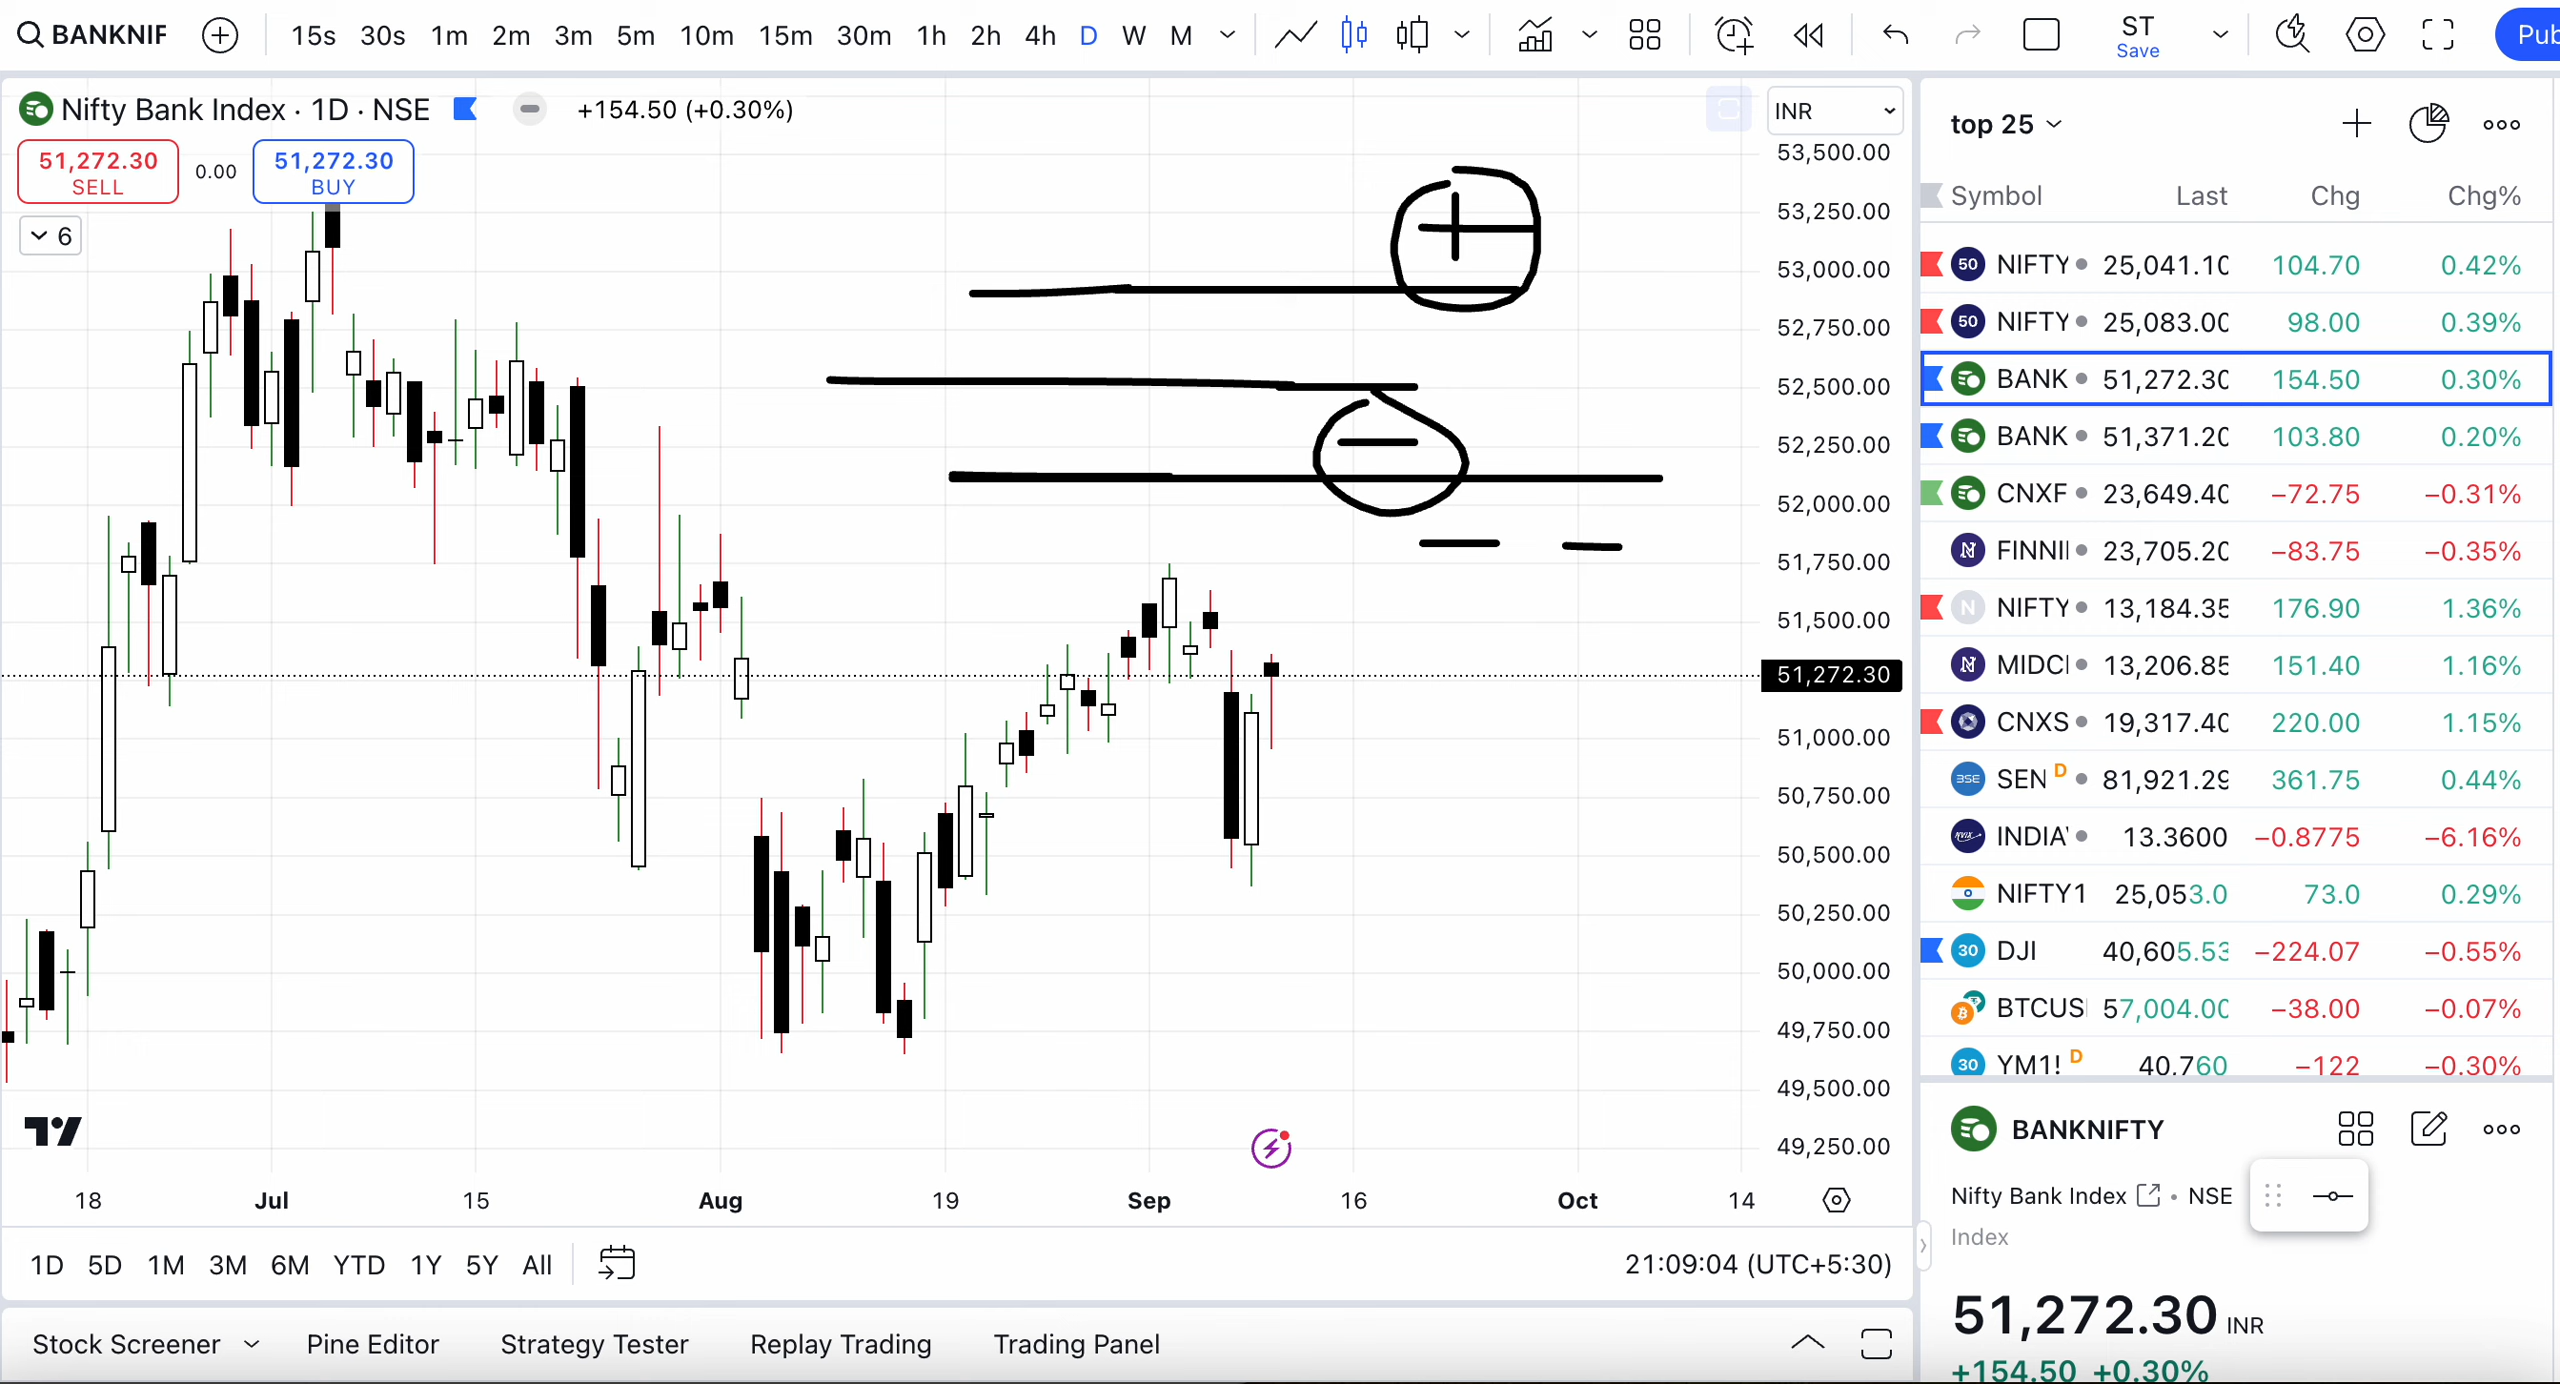 BANKNIF 15s 30s 1m 2m 3m 5m 10m 15m 30m 1h 2h 4h D W M ST Save Pub
Nifty Bank Index · 1D · NSE +154.50 (+0.30%) INR
51,272.30 SELL 0.00 51,272.30 BUY
6
53,500.00
53,250.00
53,000.00
52,750.00
52,500.00
52,250.00
52,000.00
51,750.00
51,500.00
51,272.30
51,000.00
50,750.00
50,500.00
50,250.00
50,000.00
49,750.00
49,500.00
49,250.00
18 Jul 15 Aug 19 Sep 16 Oct 14
1D 5D 1M 3M 6M YTD 1Y 5Y All 21:09:04 (UTC+5:30)
Stock Screener Pine Editor Strategy Tester Replay Trading Trading Panel
top 25
Symbol Last Chg Chg%
50 NIFTY 25,041.10 104.70 0.42%
50 NIFTY 25,083.00 98.00 0.39%
BANK 51,272.30 154.50 0.30%
BANK 51,371.20 103.80 0.20%
CNXF 23,649.40 −72.75 −0.31%
N FINNI 23,705.20 −83.75 −0.35%
N NIFTY 13,184.35 176.90 1.36%
N MIDC 13,206.85 151.40 1.16%
CNXS 19,317.40 220.00 1.15%
BSE SEN D 81,921.29 361.75 0.44%
INDIA 13.3600 −0.8775 −6.16%
NIFTY1 25,053.0 73.0 0.29%
30 DJI 40,605.53 −224.07 −0.55%
BTCUS 57,004.00 −38.00 −0.07%
30 YM1! D 40,760 −122 −0.30%
BANKNIFTY
Nifty Bank Index • NSE
Index
51,272.30 INR
+154.50 +0.30%